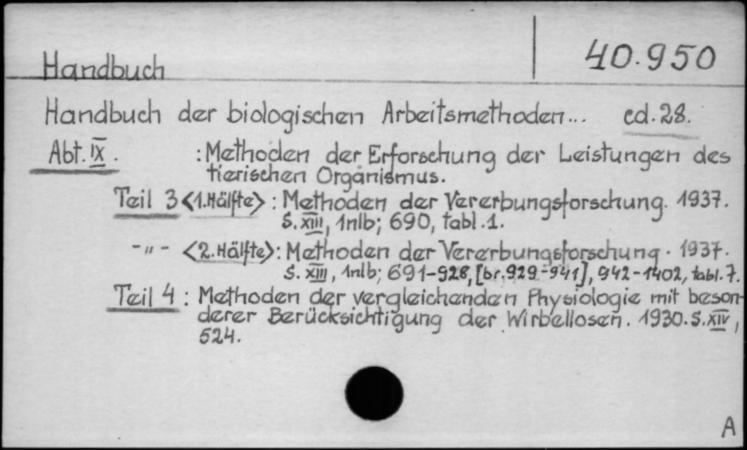 40.950
Handbuch
Handbuch der biologischen Arbeitsmethoden... cd.28.
Abt. IX. : Methoden der Erforschung der Leistungen des
tierischen Organismus.
Teil 3 <1.Hälfte> : Methoden der Vererbungsforschung. 1937.
S. XIII, 1nlb; 690, tabl.1.
-"- <2.Hälfte>: Methoden der Vererbungsforschung. 1937.
S. XIII, 1nlb; 691-928, [br.929-941], 942-1402, tabl.7.
Teil 4 : Methoden der vergleichenden Physiologie mit beson-
derer Berücksichtigung der Wirbellosen. 1930. S. XIV,
524.
A